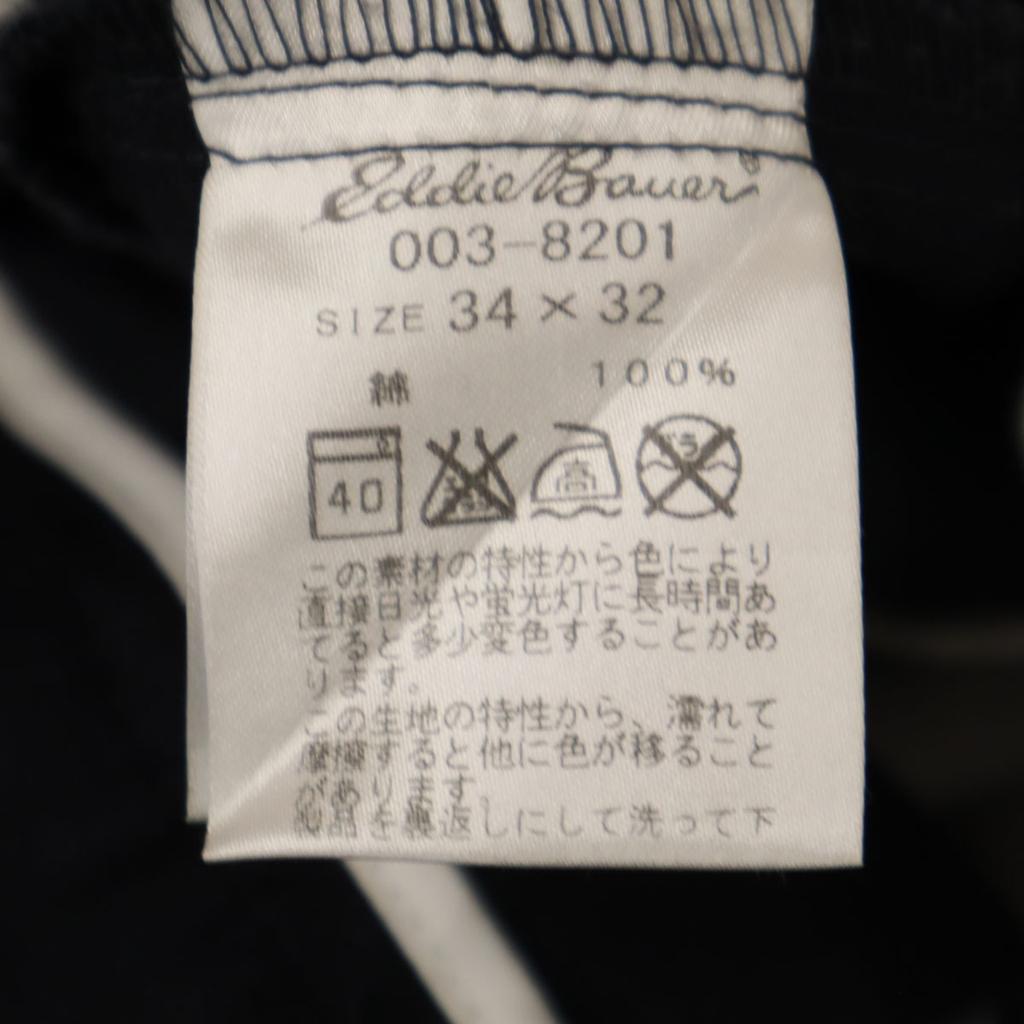 Eddie Bauer
003-8201
SIZE 34×32
綿 100%
40
高
この素材の特性から色により
直接日光や蛍光灯に長時間あ
てると多少変色することがあ
ります。
この生地の特性から、濡れて
摩擦すると他に色が移ること
があります。
この品を裏返しにして洗って下